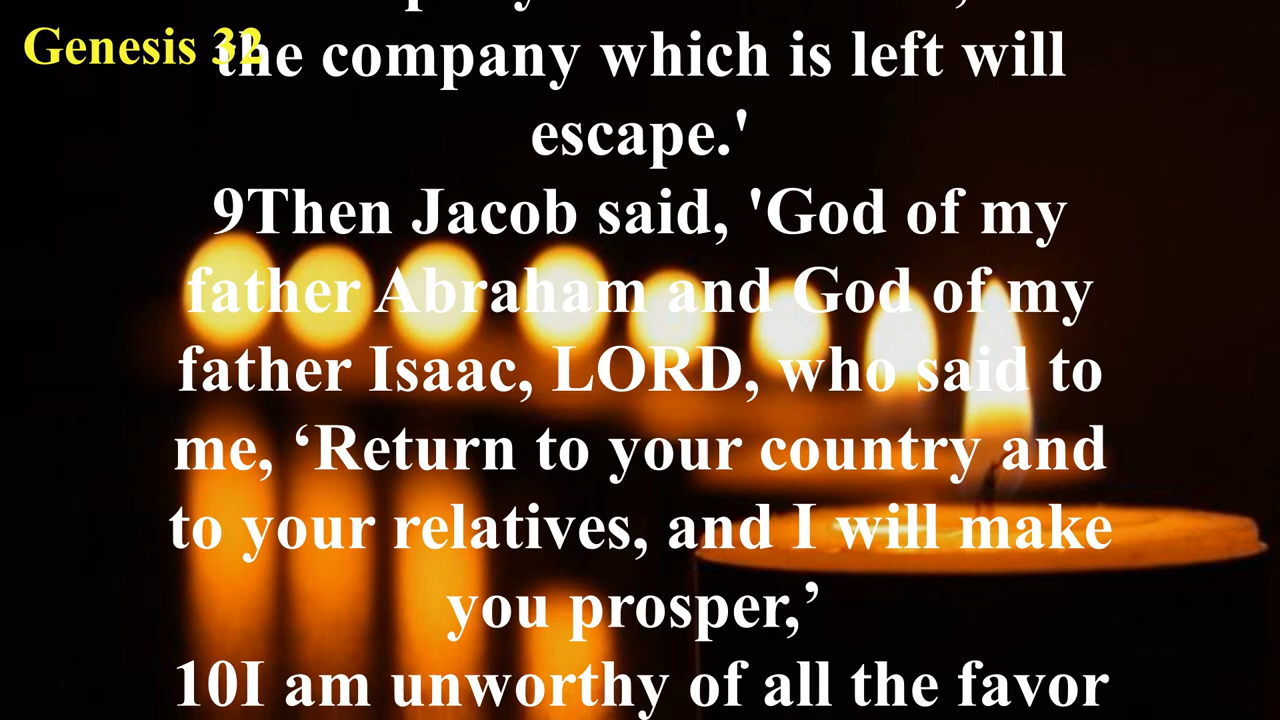 Genesis 32
the company which is left will
escape.'
9Then Jacob said, 'God of my
father Abraham and God of my
father Isaac, LORD, who said to
me, ‘Return to your country and
to your relatives, and I will make
you prosper,’
10I am unworthy of all the favor